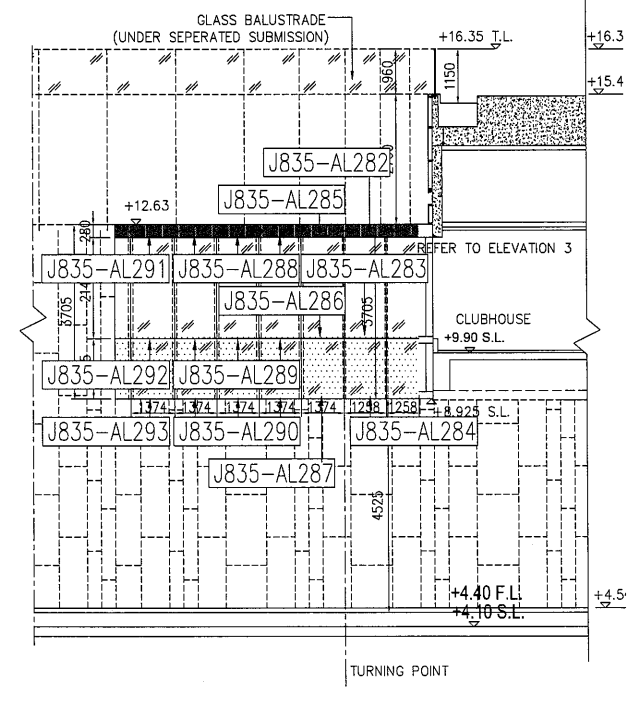 GLASS BALUSTRADE
(UNDER SEPERATED SUBMISSION)
+16.35 T.L.
+16.3
960
1150
+15.4
J835-AL282
J835-AL285
+12.63
280
REFER TO ELEVATION 3
J835-AL291
J835-AL288
J835-AL283
J835-AL286
3705
214
3705
CLUBHOUSE
+9.90 S.L.
J835-AL292
J835-AL289
1374
1374
1374
1374
1374
1258
1258
+8.925 S.L.
J835-AL293
J835-AL290
J835-AL284
J835-AL287
4525
+4.40 F.L.
+4.10 S.L.
+4.54
TURNING POINT